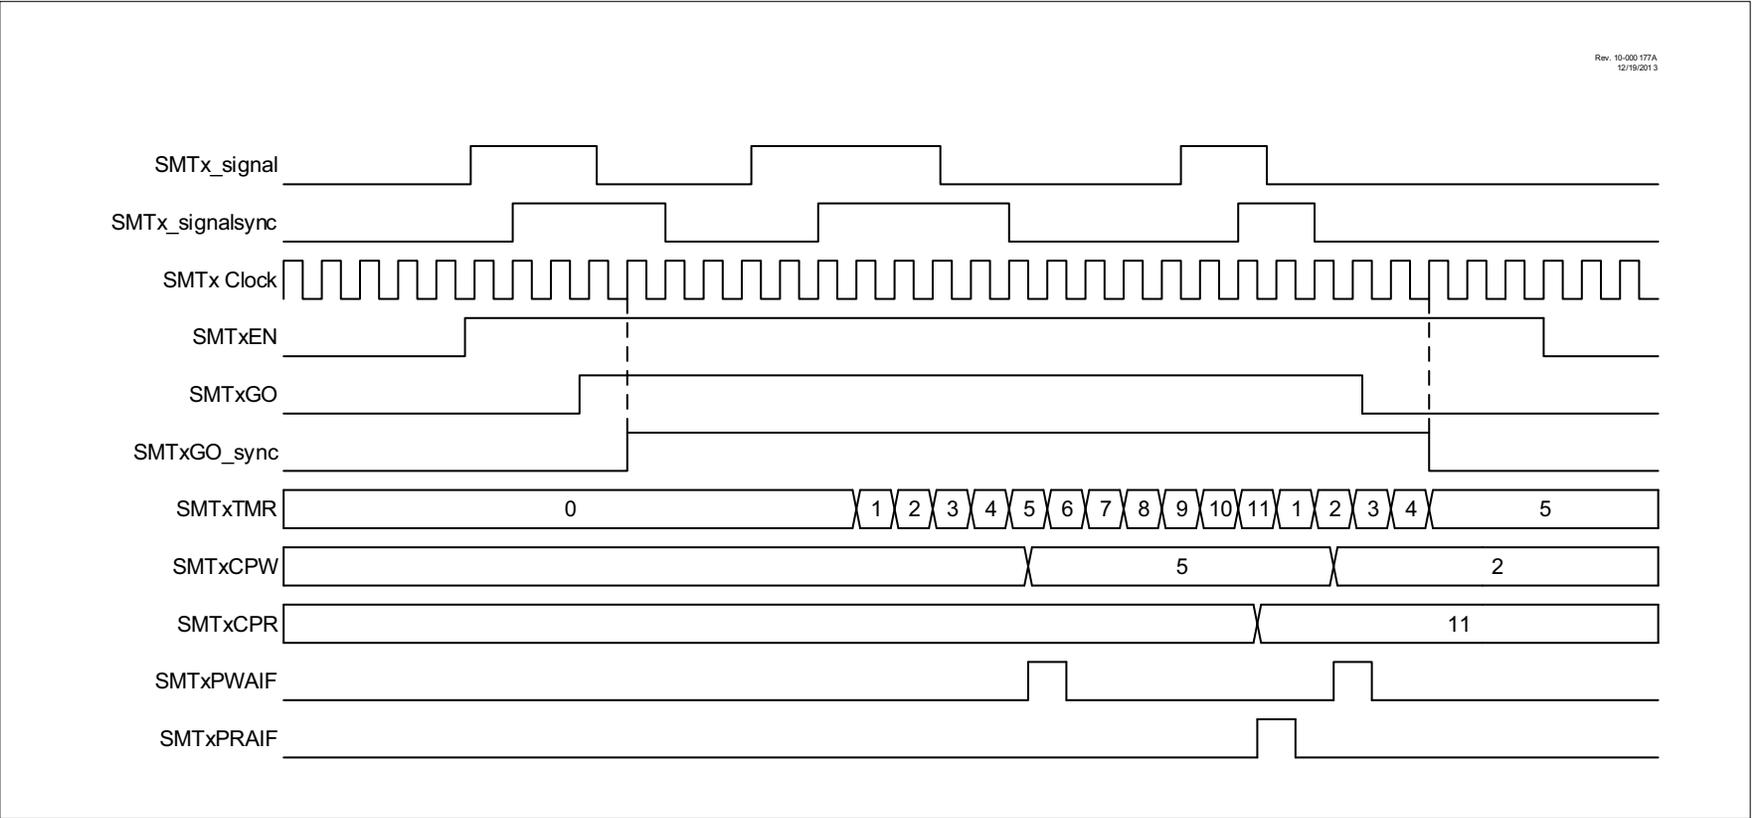 Rev. 10-000 177A
12/19/2013
SMTx_signal
SMTx_signalsync
SMTx Clock
SMTxEN
SMTxGO
SMTxGO_sync
SMTxTMR 0 1 2 3 4 5 6 7 8 9 10 11 1 2 3 4 5
SMTxCPW 5 2
SMTxCPR 11
SMTxPWAIF
SMTxPRAIF